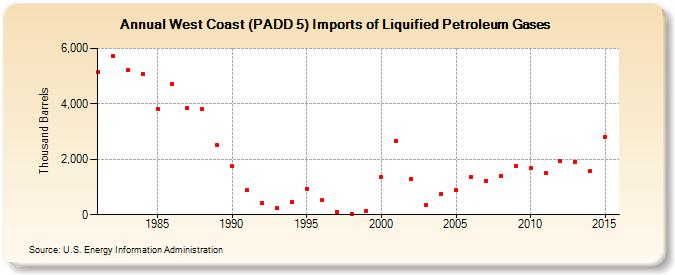 Annual West Coast (PADD 5) Imports of Liquified Petroleum Gases
Thousand Barrels
6,000
4,000
2,000
0
1985 1990 1995 2000 2005 2010 2015
Source: U.S. Energy Information Administration